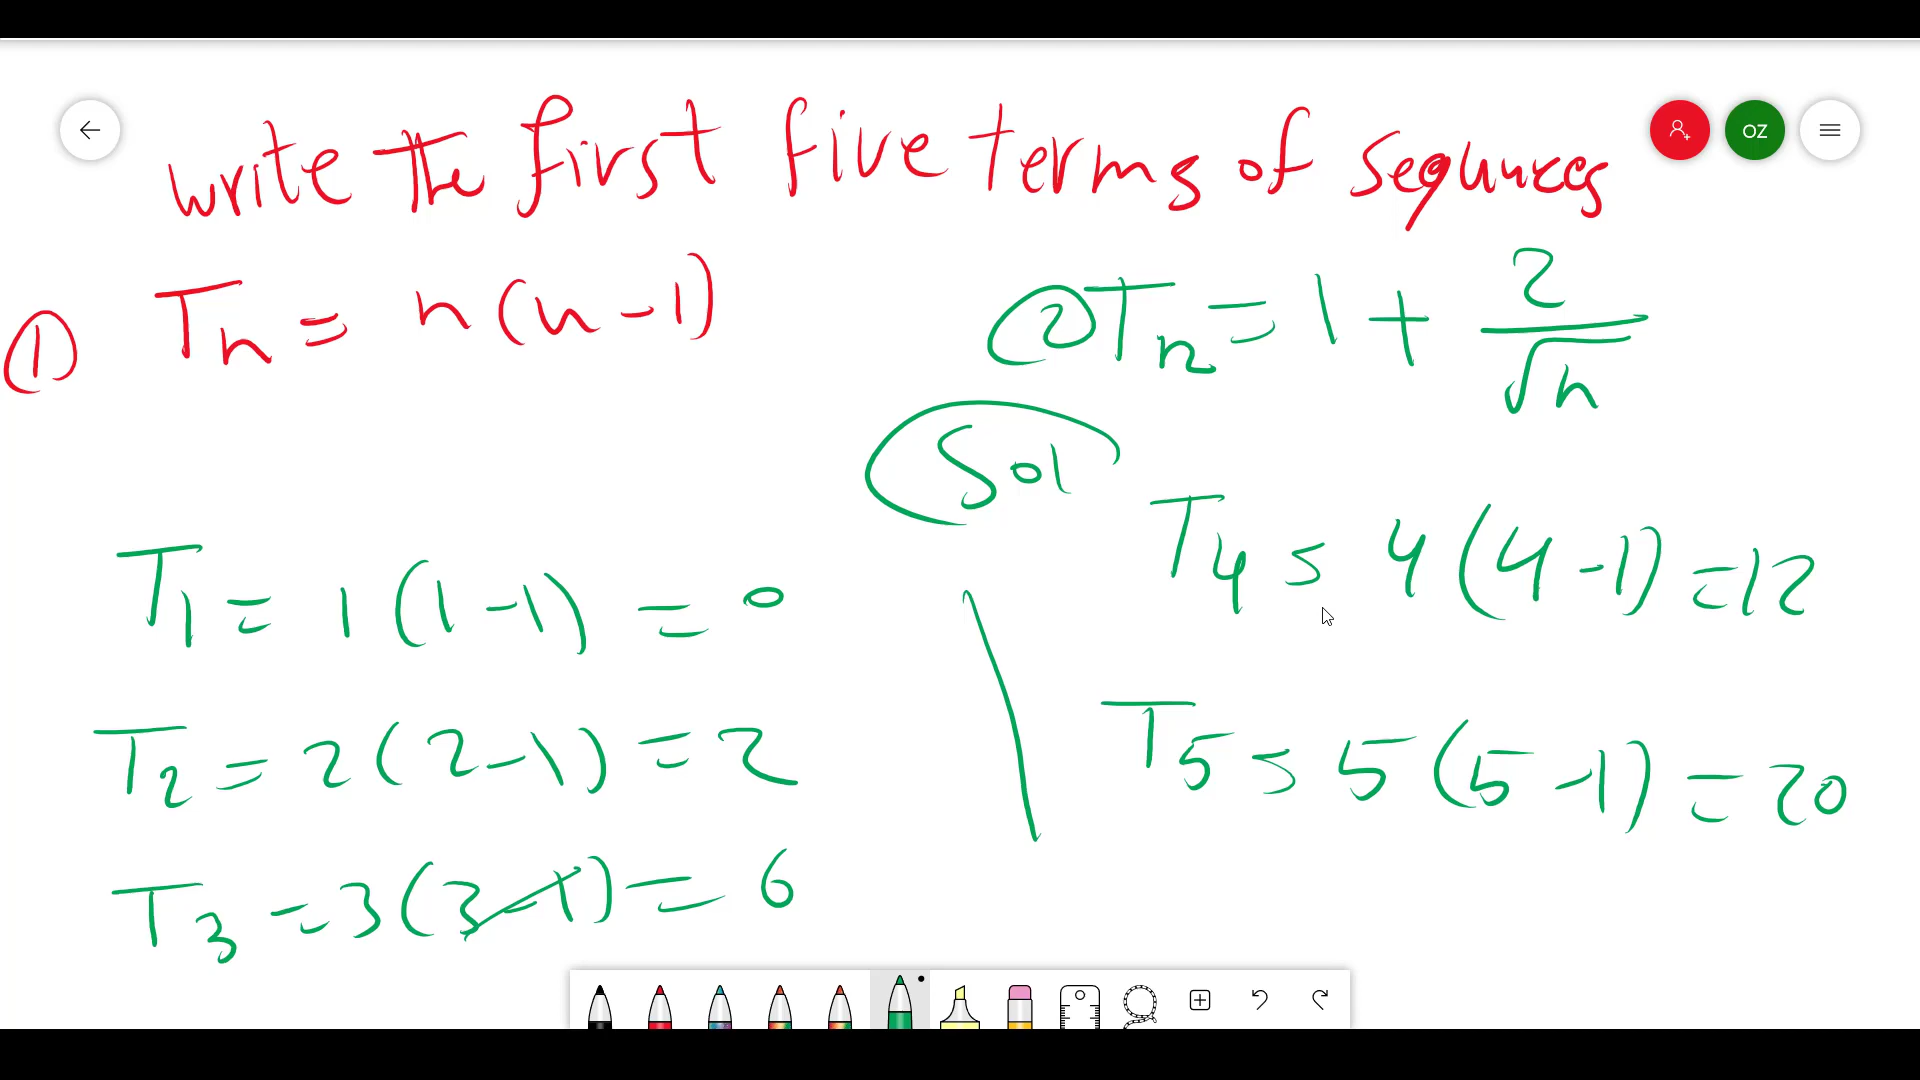 write the first five terms of sequences
OZ
① Tn = n(n-1)
② Tn = 1 + 2/√n
Sol
T1 = 1(1-1) = 0
T2 = 2(2-1) = 2
T3 = 3(3-1) = 6
T4 = 4(4-1) = 12
T5 = 5(5-1) = 20